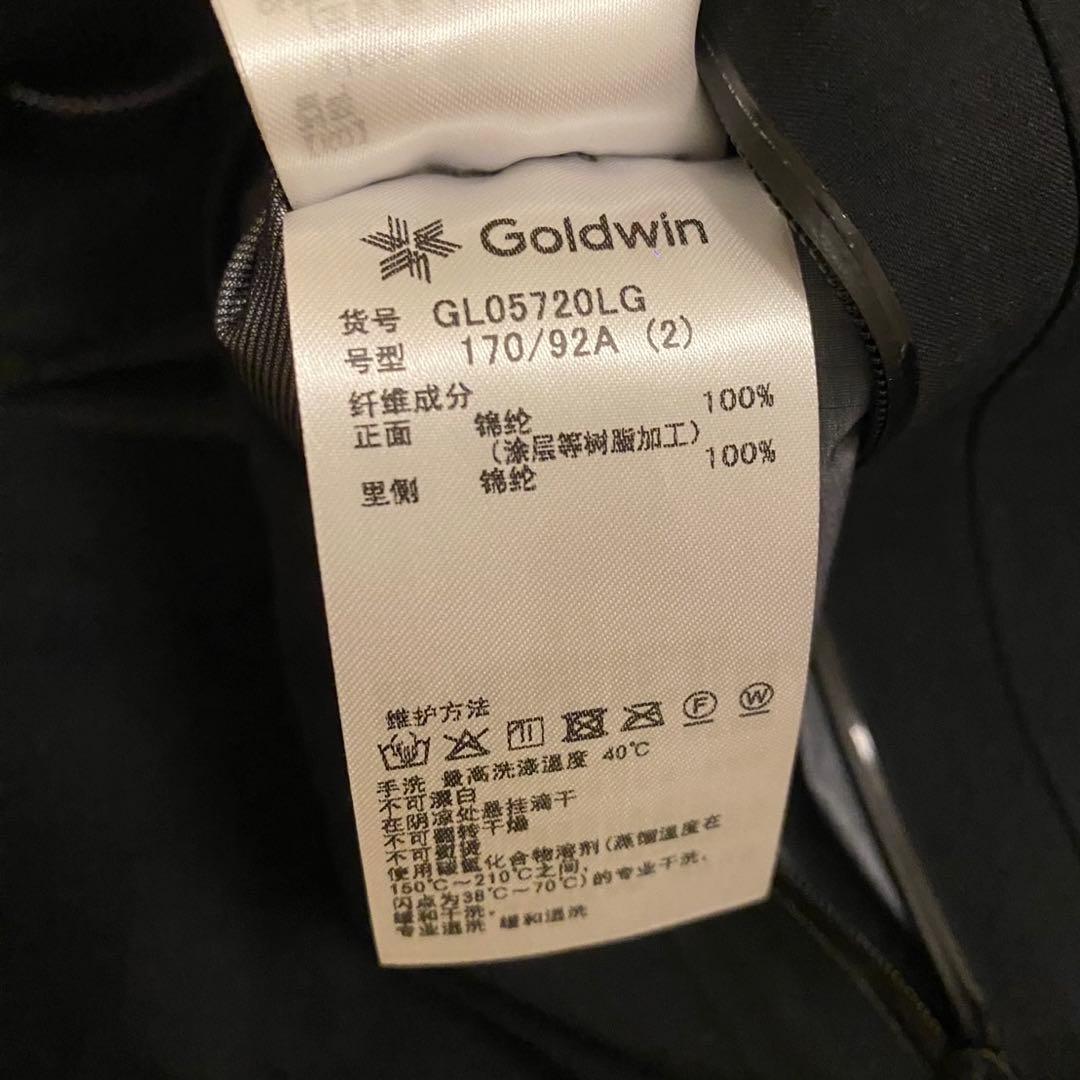 Goldwin
货号 GL05720LG
号型 170/92A (2)
纤维成分
正面 锦纶 100%
(涂层等树脂加工)
里侧 锦纶 100%
维护方法
F W
手洗 最高洗涤温度 40℃
不可漂白
在阴凉处悬挂滴干
不可翻转干燥
不可熨烫
使用碳氢化合物溶剂(蒸馏温度在
150℃~210℃之间,
闪点为38℃~70℃)的专业干洗.
缓和干洗.
专业湿洗 缓和湿洗